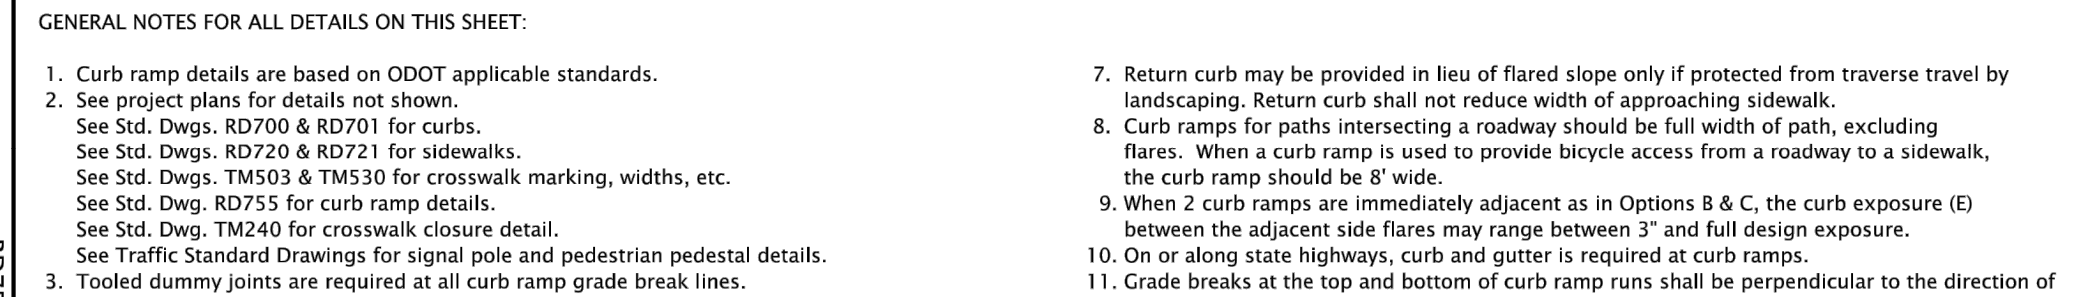 GENERAL NOTES FOR ALL DETAILS ON THIS SHEET:
1. Curb ramp details are based on ODOT applicable standards.
2. See project plans for details not shown.
See Std. Dwgs. RD700 & RD701 for curbs.
See Std. Dwgs. RD720 & RD721 for sidewalks.
See Std. Dwgs. TM503 & TM530 for crosswalk marking, widths, etc.
See Std. Dwg. RD755 for curb ramp details.
See Std. Dwg. TM240 for crosswalk closure detail.
See Traffic Standard Drawings for signal pole and pedestrian pedestal details.
3. Tooled dummy joints are required at all curb ramp grade break lines.
7. Return curb may be provided in lieu of flared slope only if protected from traverse travel by
landscaping. Return curb shall not reduce width of approaching sidewalk.
8. Curb ramps for paths intersecting a roadway should be full width of path, excluding
flares. When a curb ramp is used to provide bicycle access from a roadway to a sidewalk,
the curb ramp should be 8' wide.
9. When 2 curb ramps are immediately adjacent as in Options B & C, the curb exposure (E)
between the adjacent side flares may range between 3" and full design exposure.
10. On or along state highways, curb and gutter is required at curb ramps.
11. Grade breaks at the top and bottom of curb ramp runs shall be perpendicular to the direction of